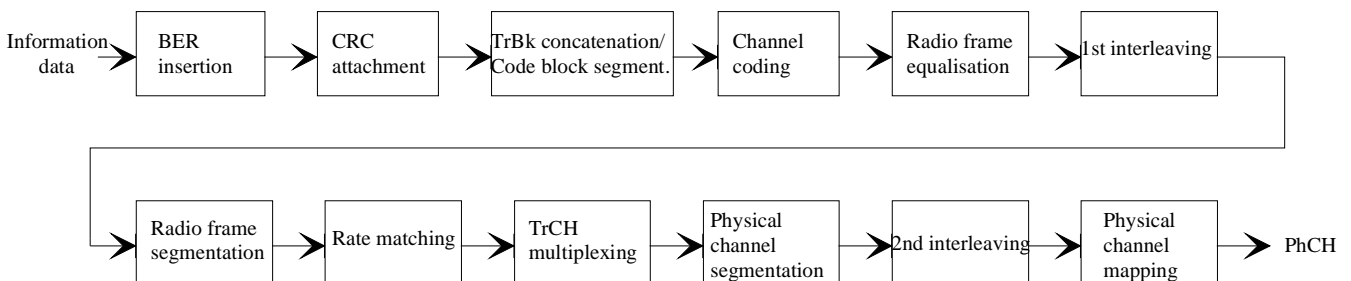 Information
data
BER
insertion
CRC
attachment
TrBk concatenation/
Code block segment.
Channel
coding
Radio frame
equalisation
1st interleaving
Radio frame
segmentation
Rate matching
TrCH
multiplexing
Physical
channel
segmentation
2nd interleaving
Physical
channel
mapping
PhCH